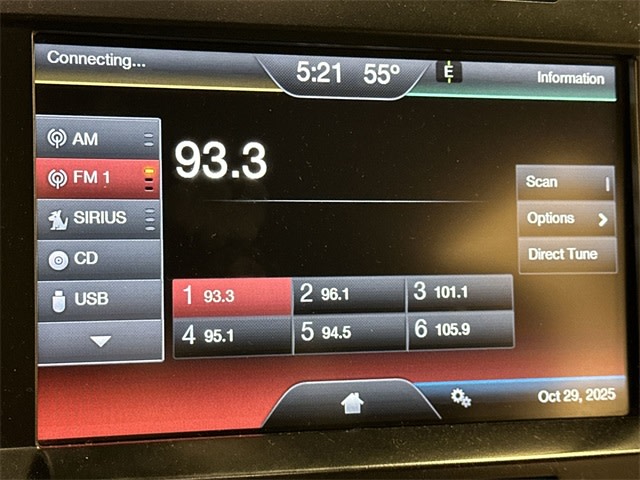 Connecting...
5:21 55º E
Information
AM
93.3
FM 1
Scan
SIRIUS
Options
CD
Direct Tune
USB
1 93.3 2 96.1 3 101.1
4 95.1 5 94.5 6 105.9
Oct 29, 2025